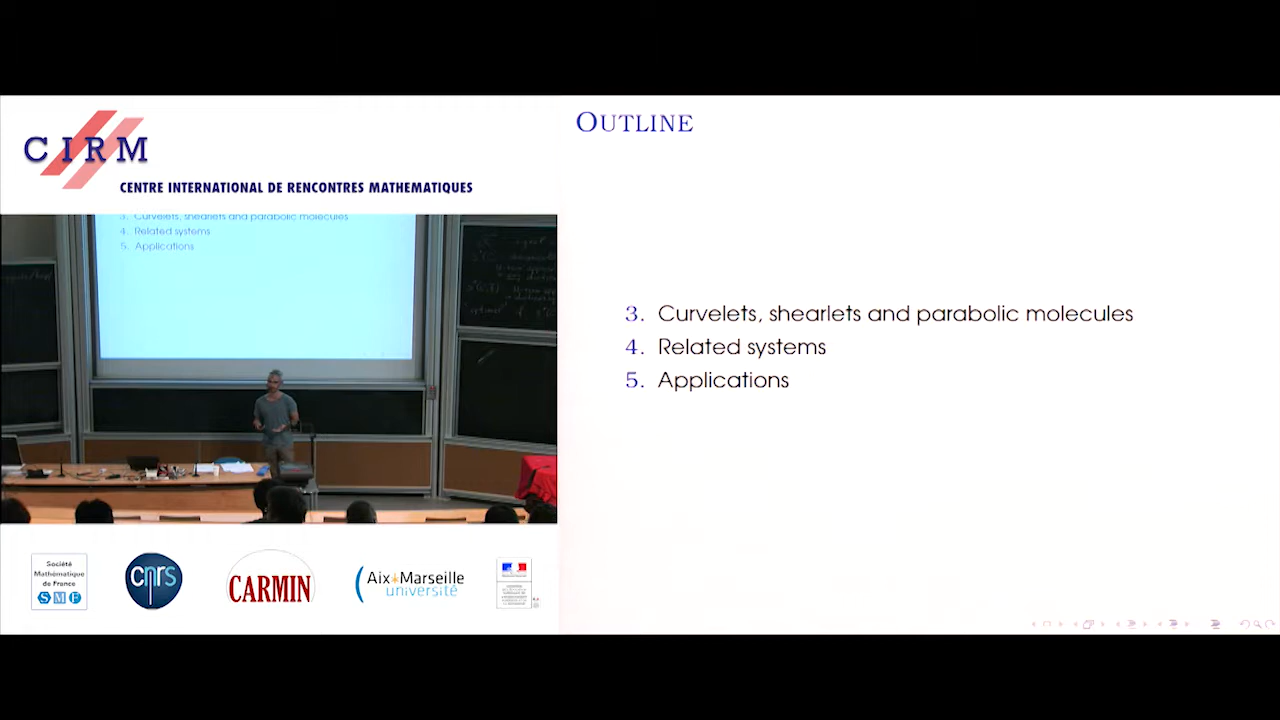 CIRM
CENTRE INTERNATIONAL DE RENCONTRES MATHEMATIQUES
3. Curvelets, shearlets and parabolic molecules
4. Related systems
5. Applications
Société
Mathématique
de France
SMF
cnrs
CARMIN
Aix*Marseille
université
OUTLINE
3. Curvelets, shearlets and parabolic molecules
4. Related systems
5. Applications